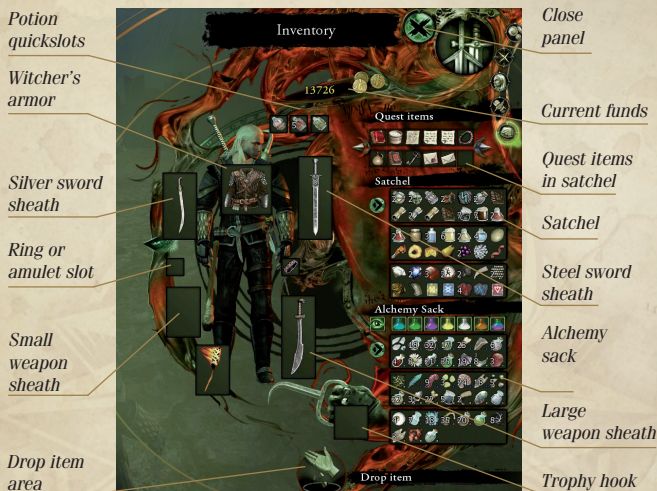 Potion
quickslots
Witcher's
armor
Silver sword
sheath
Ring or
amulet slot
Small
weapon
sheath
Drop item
area
Inventory
13726
Quest items
Satchel
Alchemy Sack
Drop item
Close
panel
Current funds
Quest items
in satchel
Satchel
Steel sword
sheath
Alchemy
sack
Large
weapon sheath
Trophy hook